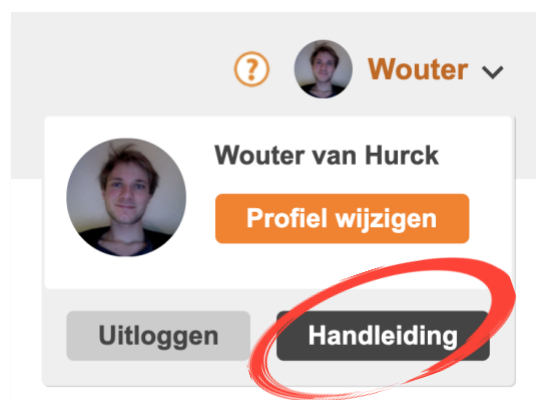 ? Wouter
Wouter van Hurck
Profiel wijzigen
Uitloggen Handleiding